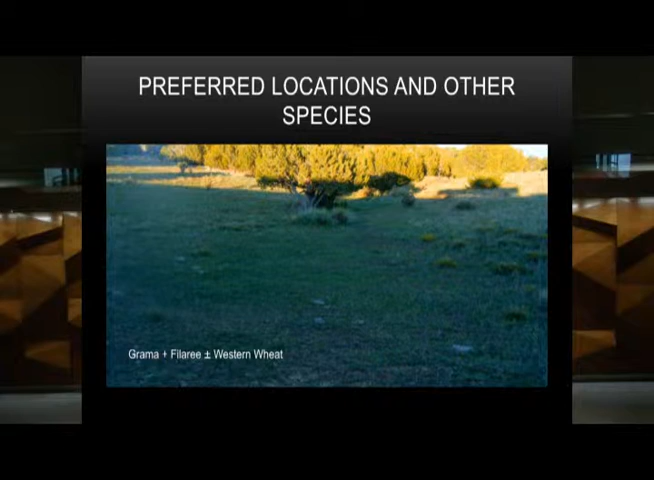 PREFERRED LOCATIONS AND OTHER
SPECIES
Grama + Filaree ± Western Wheat